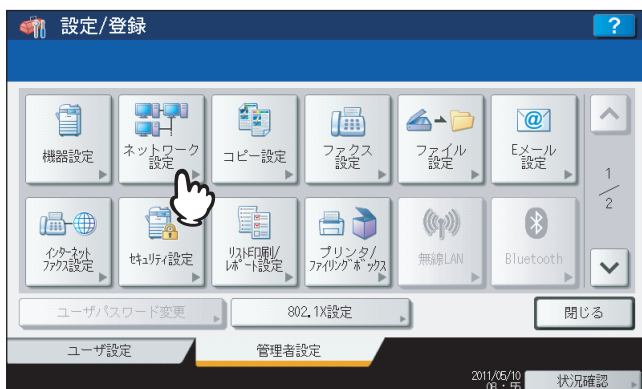 設定/登録
?
機器設定
ネットワーク
設定
コピー設定
ファクス
設定
ファイル
設定
Eメール
設定
1
2
インターネット
ファクス設定
セキュリティ設定
リスト印刷/
レポート設定
プリンタ/
ファイリングボックス
無線LAN
Bluetooth
ユーザパスワード変更
802.1X設定
閉じる
ユーザ設定
管理者設定
2011/05/10
08:55
状況確認